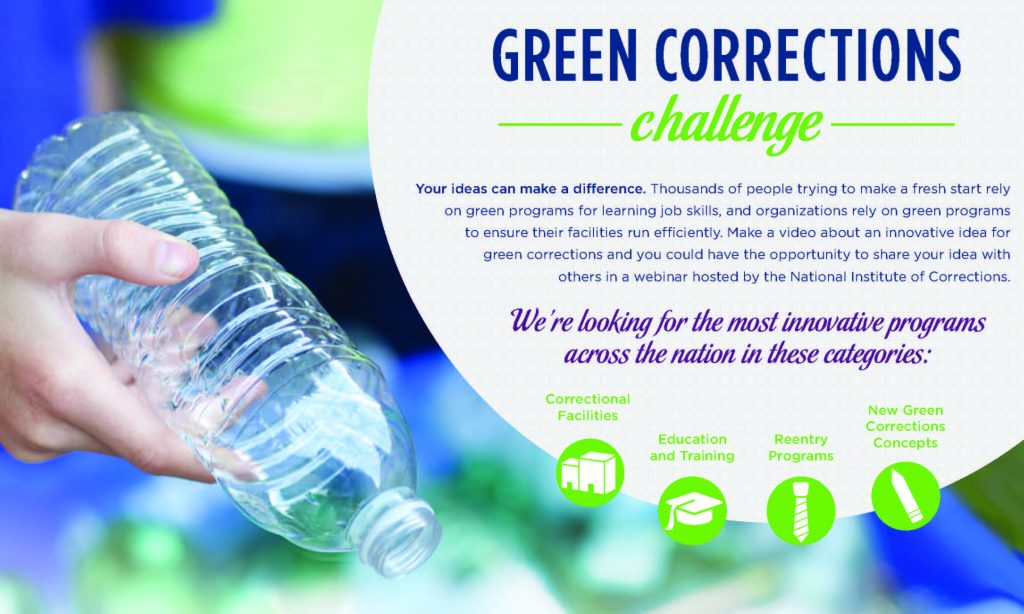 GREEN CORRECTIONS
challenge
Your ideas can make a difference. Thousands of people trying to make a fresh start rely
on green programs for learning job skills, and organizations rely on green programs
to ensure their facilities run efficiently. Make a video about an innovative idea for
green corrections and you could have the opportunity to share your idea with
others in a webinar hosted by the National Institute of Corrections.
We're looking for the most innovative programs
across the nation in these categories:
Correctional
Facilities
Education
and Training
Reentry
Programs
New Green
Corrections
Concepts